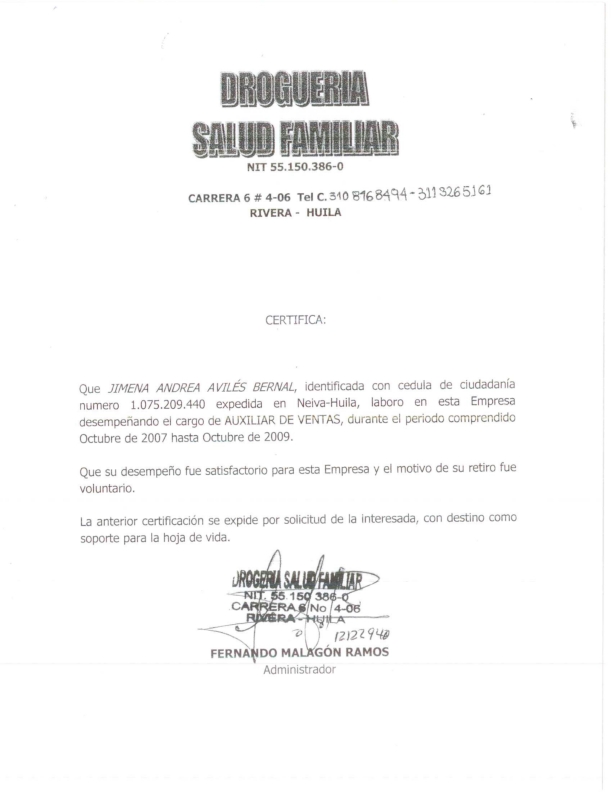 DROGUERIA
SALUD FAMILIAR
NIT 55.150.386-0
CARRERA 6 # 4-06 Tel C. 310 8968494 - 3113265161
RIVERA - HUILA
CERTIFICA:
Que JIMENA ANDREA AVILÉS BERNAL, identificada con cedula de ciudadanía
numero 1.075.209.440 expedida en Neiva-Huila, laboro en esta Empresa
desempeñando el cargo de AUXILIAR DE VENTAS, durante el periodo comprendido
Octubre de 2007 hasta Octubre de 2009.
Que su desempeño fue satisfactorio para esta Empresa y el motivo de su retiro fue
voluntario.
La anterior certificación se expide por solicitud de la interesada, con destino como
soporte para la hoja de vida.
DROGERIA SALUD FAMILIAR
NIT. 55.150 386-0
CARRERA 6 No 4-06
RIVERA - HUILA
12122940
FERNANDO MALAGÓN RAMOS
Administrador